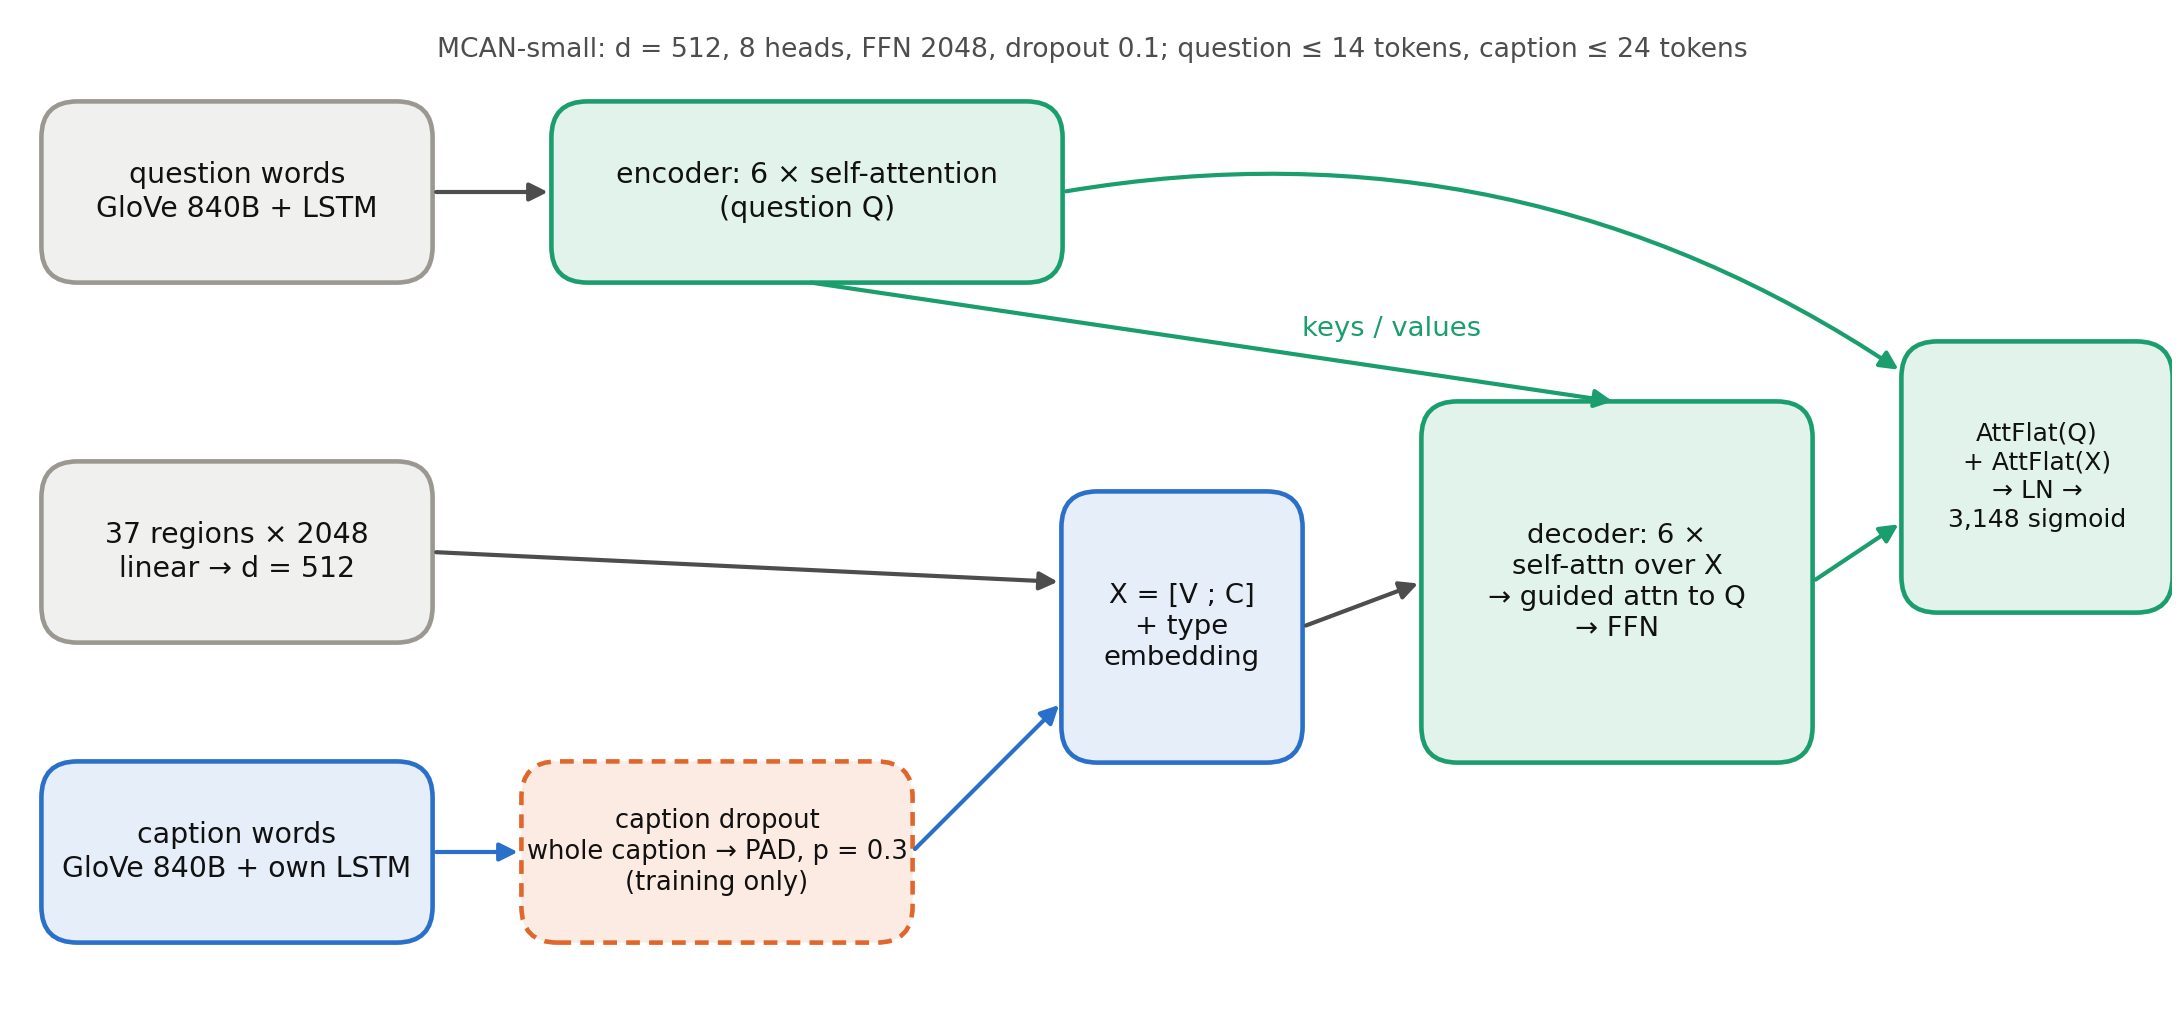 MCAN-small: d = 512, 8 heads, FFN 2048, dropout 0.1; question ≤ 14 tokens, caption ≤ 24 tokens
question words
GloVe 840B + LSTM
encoder: 6 × self-attention
(question Q)
keys / values
37 regions × 2048
linear → d = 512
X = [V ; C]
+ type
embedding
decoder: 6 ×
self-attn over X
→ guided attn to Q
→ FFN
AttFlat(Q)
+ AttFlat(X)
→ LN →
3,148 sigmoid
caption words
GloVe 840B + own LSTM
caption dropout
whole caption → PAD, p = 0.3
(training only)